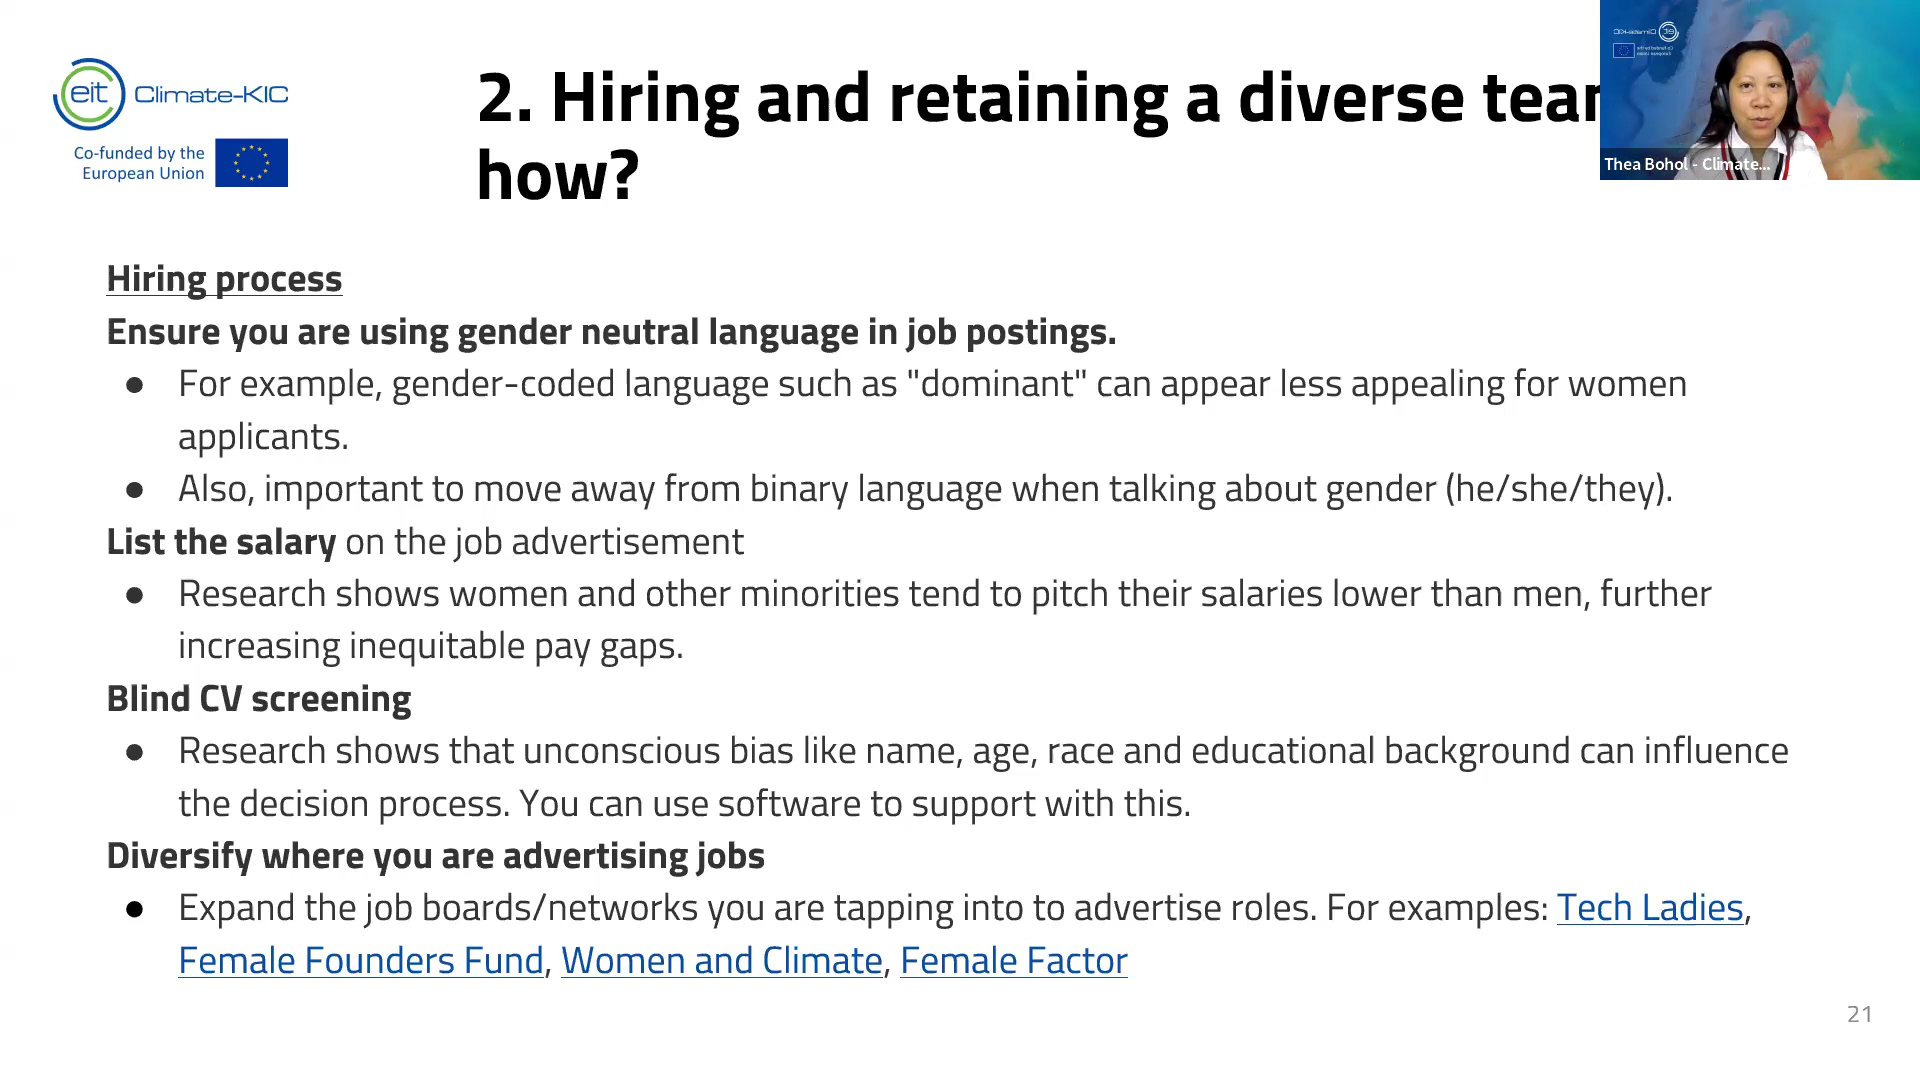 eit Climate-KIC
Co-funded by the
European Union
2. Hiring and retaining a diverse
how?
Thea Bohol - Climate...
Hiring process
Ensure you are using gender neutral language in job postings.
● For example, gender-coded language such as "dominant" can appear less appealing for women
applicants.
● Also, important to move away from binary language when talking about gender (he/she/they).
List the salary on the job advertisement
● Research shows women and other minorities tend to pitch their salaries lower than men, further
increasing inequitable pay gaps.
Blind CV screening
● Research shows that unconscious bias like name, age, race and educational background can influence
the decision process. You can use software to support with this.
Diversify where you are advertising jobs
● Expand the job boards/networks you are tapping into to advertise roles. For examples: Tech Ladies,
Female Founders Fund, Women and Climate, Female Factor
21